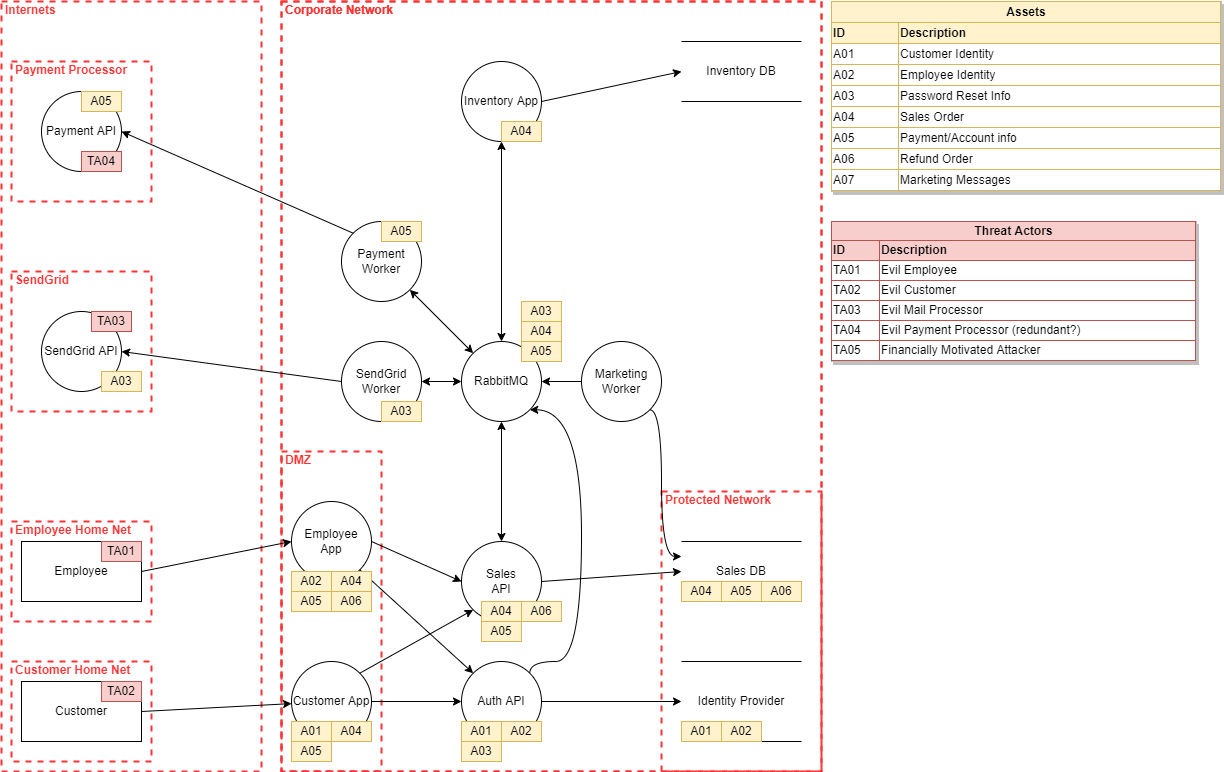 Internets
Corporate Network
Payment Processor
A05
Payment API
TA04
Inventory App
A04
Inventory DB
A05
Payment
Worker
SendGrid
TA03
SendGrid API
A03
SendGrid
Worker
A03
A03
A04
A05
RabbitMQ
Marketing
Worker
DMZ
Employee Home Net
TA01
Employee
Employee
App
A02 A04
A05 A06
Sales
API
A04 A06
A05
Protected Network
Sales DB
A04 A05 A06
Customer Home Net
TA02
Customer
Customer App
A01 A04
A05
Auth API
A01 A02
A03
Identity Provider
A01 A02
Assets
ID Description
A01 Customer Identity
A02 Employee Identity
A03 Password Reset Info
A04 Sales Order
A05 Payment/Account info
A06 Refund Order
A07 Marketing Messages
Threat Actors
ID Description
TA01 Evil Employee
TA02 Evil Customer
TA03 Evil Mail Processor
TA04 Evil Payment Processor (redundant?)
TA05 Financially Motivated Attacker